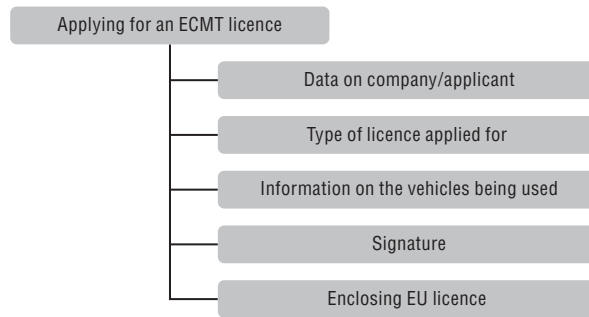 Applying for an ECMT licence
Data on company/applicant
Type of licence applied for
Information on the vehicles being used
Signature
Enclosing EU licence